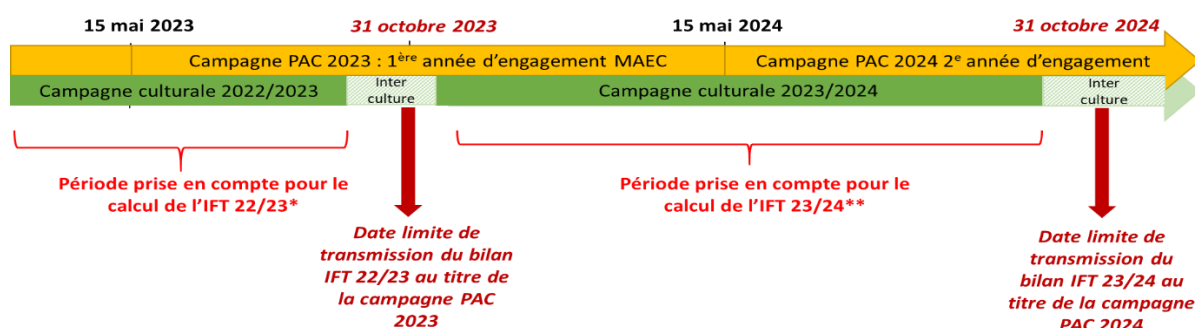 15 mai 2023
31 octobre 2023
15 mai 2024
31 octobre 2024
Campagne PAC 2023 : 1ère année d'engagement MAEC
Campagne PAC 2024 2e année d'engagement
Campagne culturale 2022/2023
Inter
culture
Campagne culturale 2023/2024
Inter
culture
Période prise en compte pour le
calcul de l'IFT 22/23*
Période prise en compte pour le
calcul de l'IFT 23/24**
Date limite de
transmission du bilan
IFT 22/23 au titre de
la campagne PAC
2023
Date limite de
transmission du
bilan IFT 23/24 au
titre de la campagne
PAC 2024